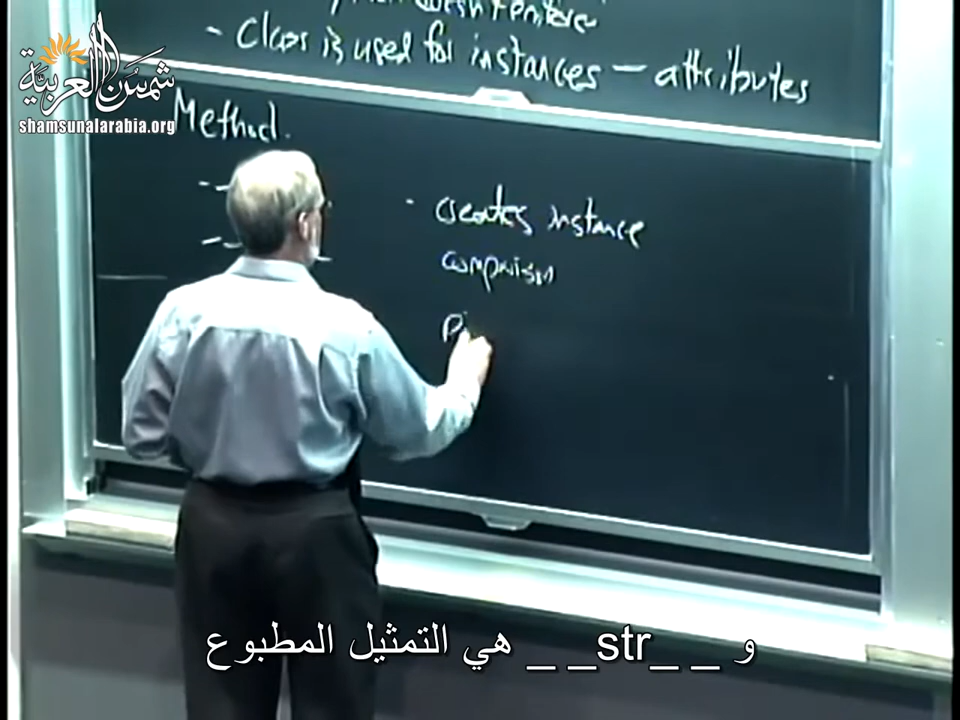 - Class is used for instances — attributes
شمس العربية
shamsunalarabia.org
Method.
creates instance
comparison
و _ _str_ _ هي التمثيل المطبوع